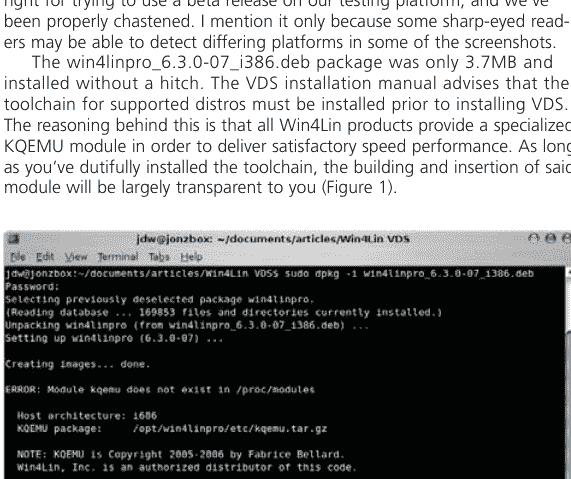 right for trying to use a beta release on our testing platform, and we've
been properly chastened. I mention it only because some sharp-eyed read-
ers may be able to detect differing platforms in some of the screenshots.
The win4linpro_6.3.0-07_i386.deb package was only 3.7MB and
installed without a hitch. The VDS installation manual advises that the
toolchain for supported distros must be installed prior to installing VDS.
The reasoning behind this is that all Win4Lin products provide a specialized
KQEMU module in order to deliver satisfactory speed performance. As long
as you've dutifully installed the toolchain, the building and insertion of said
module will be largely transparent to you (Figure 1).
jdw@jonzbox: ~/documents/articles/Win4Lin VDS
File Edit View Terminal Tabs Help
jdw@jonzbox:~/documents/articles/Win4Lin VDS$ sudo dpkg -i win4linpro_6.3.0-07_i386.deb
Password:
Selecting previously deselected package win4linpro.
(Reading database ... 169853 files and directories currently installed.)
Unpacking win4linpro (from win4linpro_6.3.0-07_i386.deb) ...
Setting up win4linpro (6.3.0-07) ...
Creating images... done.
ERROR: Module kqemu does not exist in /proc/modules
Host architecture: i686
KQEMU package: /opt/win4linpro/etc/kqemu.tar.gz
NOTE: KQEMU is Copyright 2005-2006 by Fabrice Bellard.
Win4Lin, Inc. is an authorized distributor of this code.